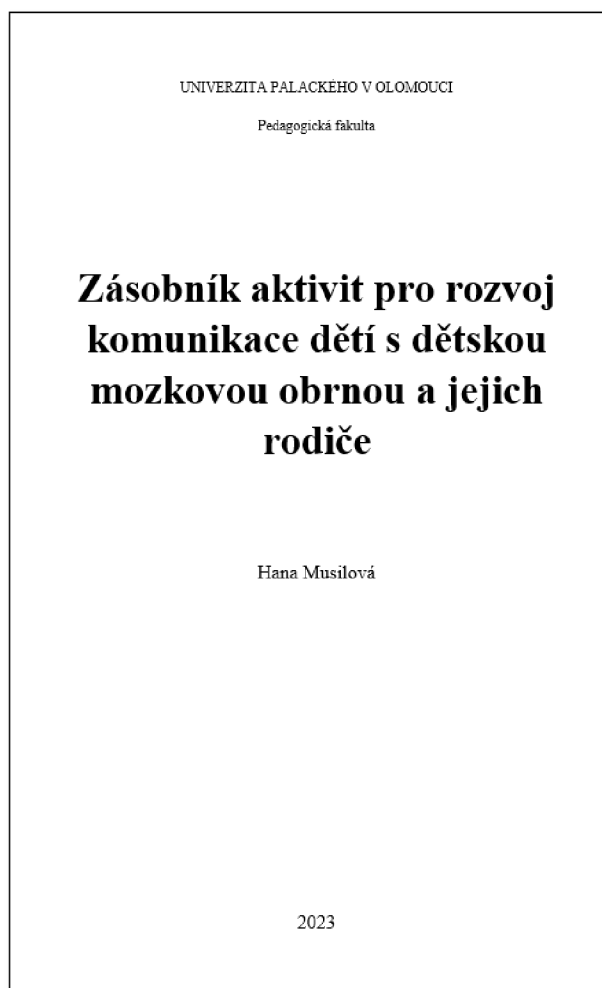 UNIVERZITA PALACKÉHO V OLOMOUCI
Pedagogická fakulta
Zásobník aktivit pro rozvoj
komunikace dětí s dětskou
mozkovou obrnou a jejich
rodiče
Hana Musilová
2023